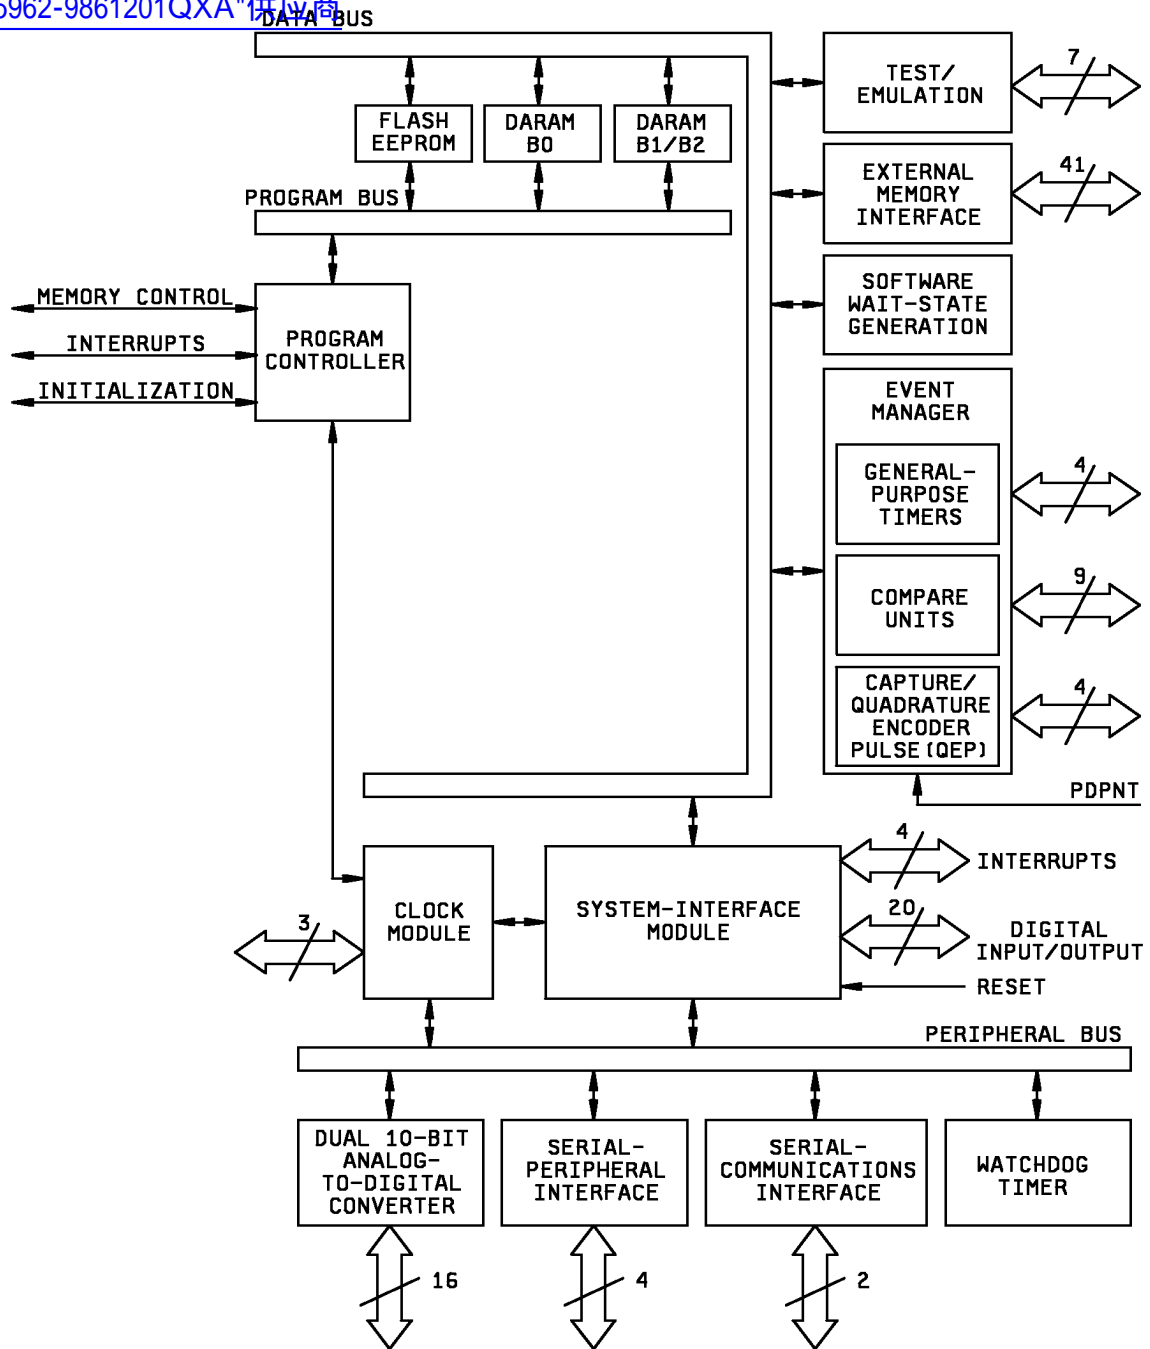 5962-9861201QXA"供应商
DATA BUS
FLASH
EEPROM
DARAM
B0
DARAM
B1/B2
PROGRAM BUS
MEMORY CONTROL
INTERRUPTS
INITIALIZATION
PROGRAM
CONTROLLER
TEST/
EMULATION
7
EXTERNAL
MEMORY
INTERFACE
41
SOFTWARE
WAIT-STATE
GENERATION
EVENT
MANAGER
GENERAL-
PURPOSE
TIMERS
4
COMPARE
UNITS
9
CAPTURE/
QUADRATURE
ENCODER
PULSE(QEP)
4
PDPNT
CLOCK
MODULE
3
SYSTEM-INTERFACE
MODULE
4
INTERRUPTS
20
DIGITAL
INPUT/OUTPUT
RESET
PERIPHERAL BUS
DUAL 10-BIT
ANALOG-
TO-DIGITAL
CONVERTER
SERIAL-
PERIPHERAL
INTERFACE
SERIAL-
COMMUNICATIONS
INTERFACE
WATCHDOG
TIMER
16
4
2